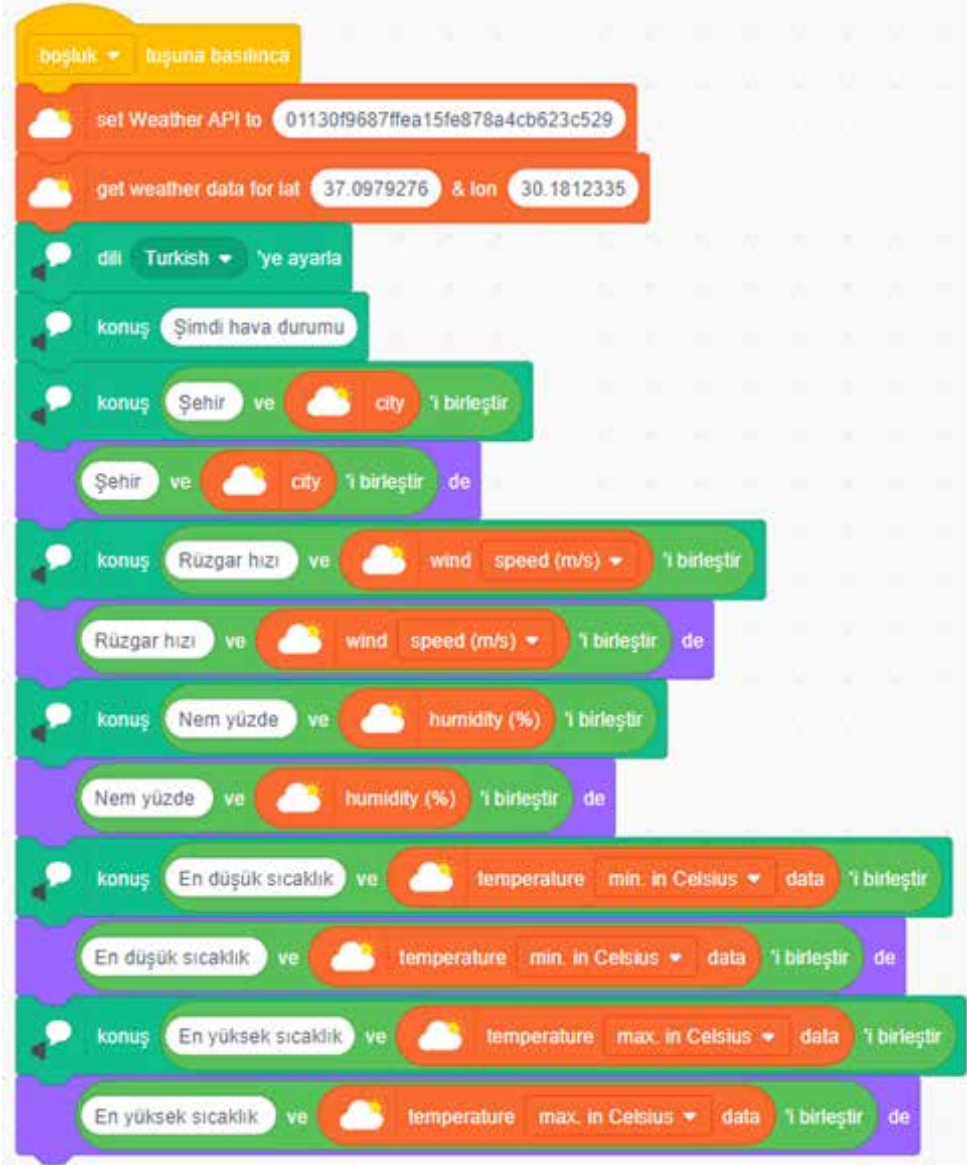 boşluk tuşuna basılınca
set Weather API to 01130f9687ffea15fe878a4cb623c529
get weather data for lat 37.0979276 & lon 30.1812335
dili Turkish 'ye ayarla
konuş Şimdi hava durumu
konuş Şehir ve city 'i birleştir
Şehir ve city 'i birleştir de
konuş Rüzgar hızı ve wind speed (m/s) 'i birleştir
Rüzgar hızı ve wind speed (m/s) 'i birleştir de
konuş Nem yüzde ve humidity (%) 'i birleştir
Nem yüzde ve humidity (%) 'i birleştir de
konuş En düşük sıcaklık ve temperature min. in Celsius data 'i birleştir
En düşük sıcaklık ve temperature min. in Celsius data 'i birleştir de
konuş En yüksek sıcaklık ve temperature max. in Celsius data 'i birleştir
En yüksek sıcaklık ve temperature max. in Celsius data 'i birleştir de